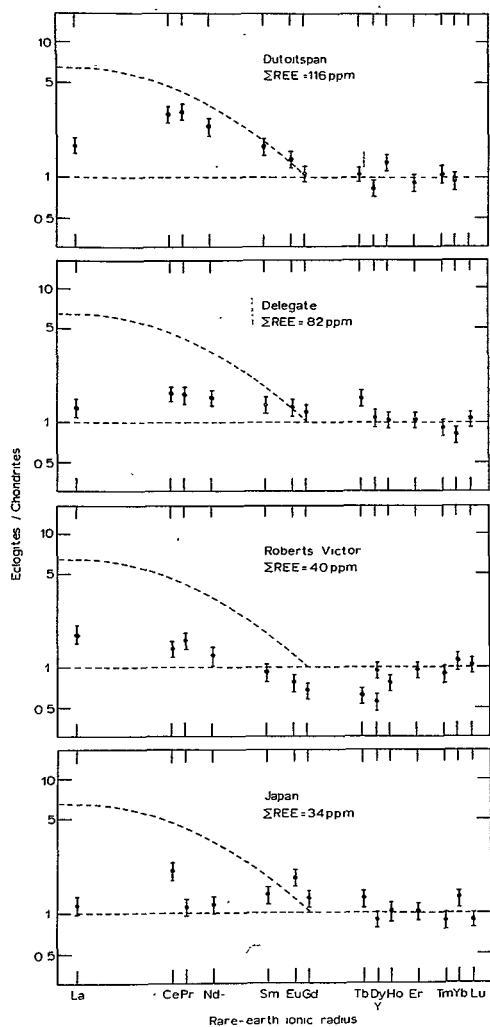 10
Dutoitspan
ΣREE = 116 ppm
5
1
0 5
Delegate
ΣREE = 82 ppm
10
5
1
0 5
Roberts Victor
ΣREE = 40 ppm
10
5
1
0 5
Japan
ΣREE = 34 ppm
10
5
1
0 5
Eclogites / Chondrites
La Ce Pr Nd Sm Eu Gd Tb Dy Ho Er Tm Yb Lu
Y
Rare-earth ionic radius